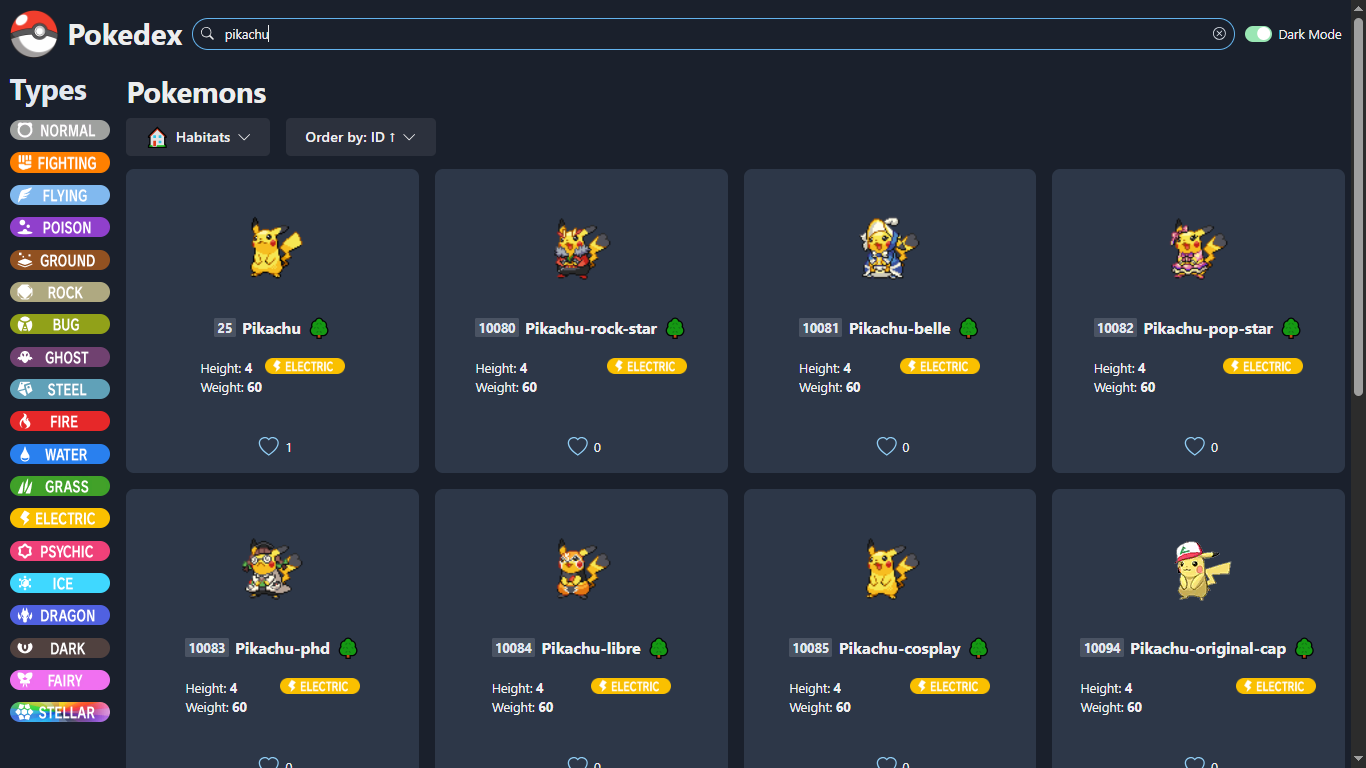 Pokedex
pikachu
Dark Mode
Types
NORMAL
FIGHTING
FLYING
POISON
GROUND
ROCK
BUG
GHOST
STEEL
FIRE
WATER
GRASS
ELECTRIC
PSYCHIC
ICE
DRAGON
DARK
FAIRY
STELLAR
Pokemons
Habitats
Order by: ID ↑
25 Pikachu
Height: 4 ELECTRIC
Weight: 60
1
10080 Pikachu-rock-star
Height: 4 ELECTRIC
Weight: 60
0
10081 Pikachu-belle
Height: 4 ELECTRIC
Weight: 60
0
10082 Pikachu-pop-star
Height: 4 ELECTRIC
Weight: 60
0
10083 Pikachu-phd
Height: 4 ELECTRIC
Weight: 60
0
10084 Pikachu-libre
Height: 4 ELECTRIC
Weight: 60
0
10085 Pikachu-cosplay
Height: 4 ELECTRIC
Weight: 60
0
10094 Pikachu-original-cap
Height: 4 ELECTRIC
Weight: 60
0